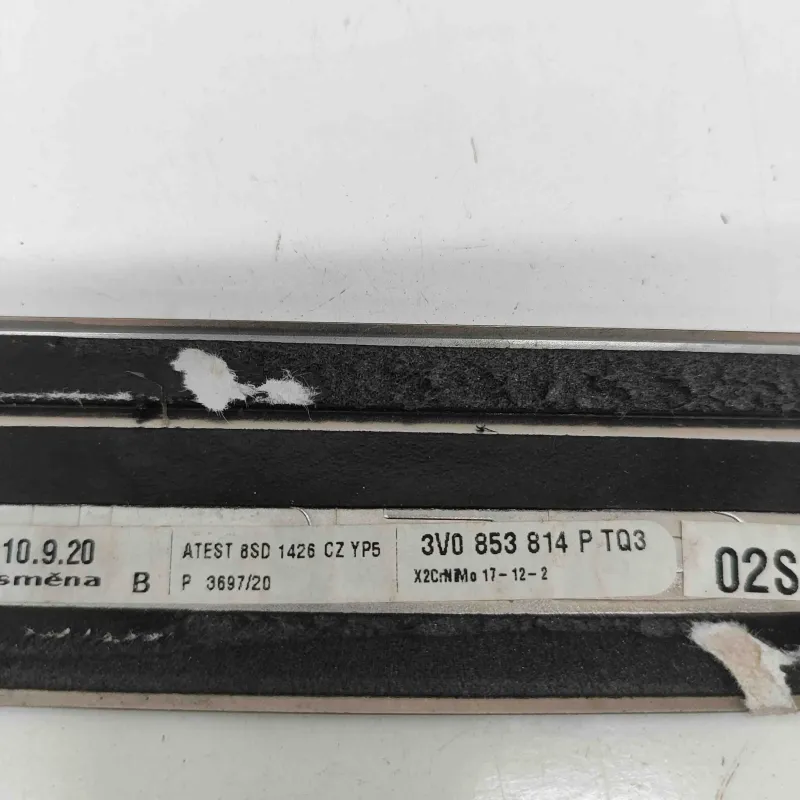 10.9.20
směna B
ATEST 8SD 1426 CZ YP5
P 3697/20
3V0 853 814 P TQ3
X2CrNiMo 17-12-2
02S